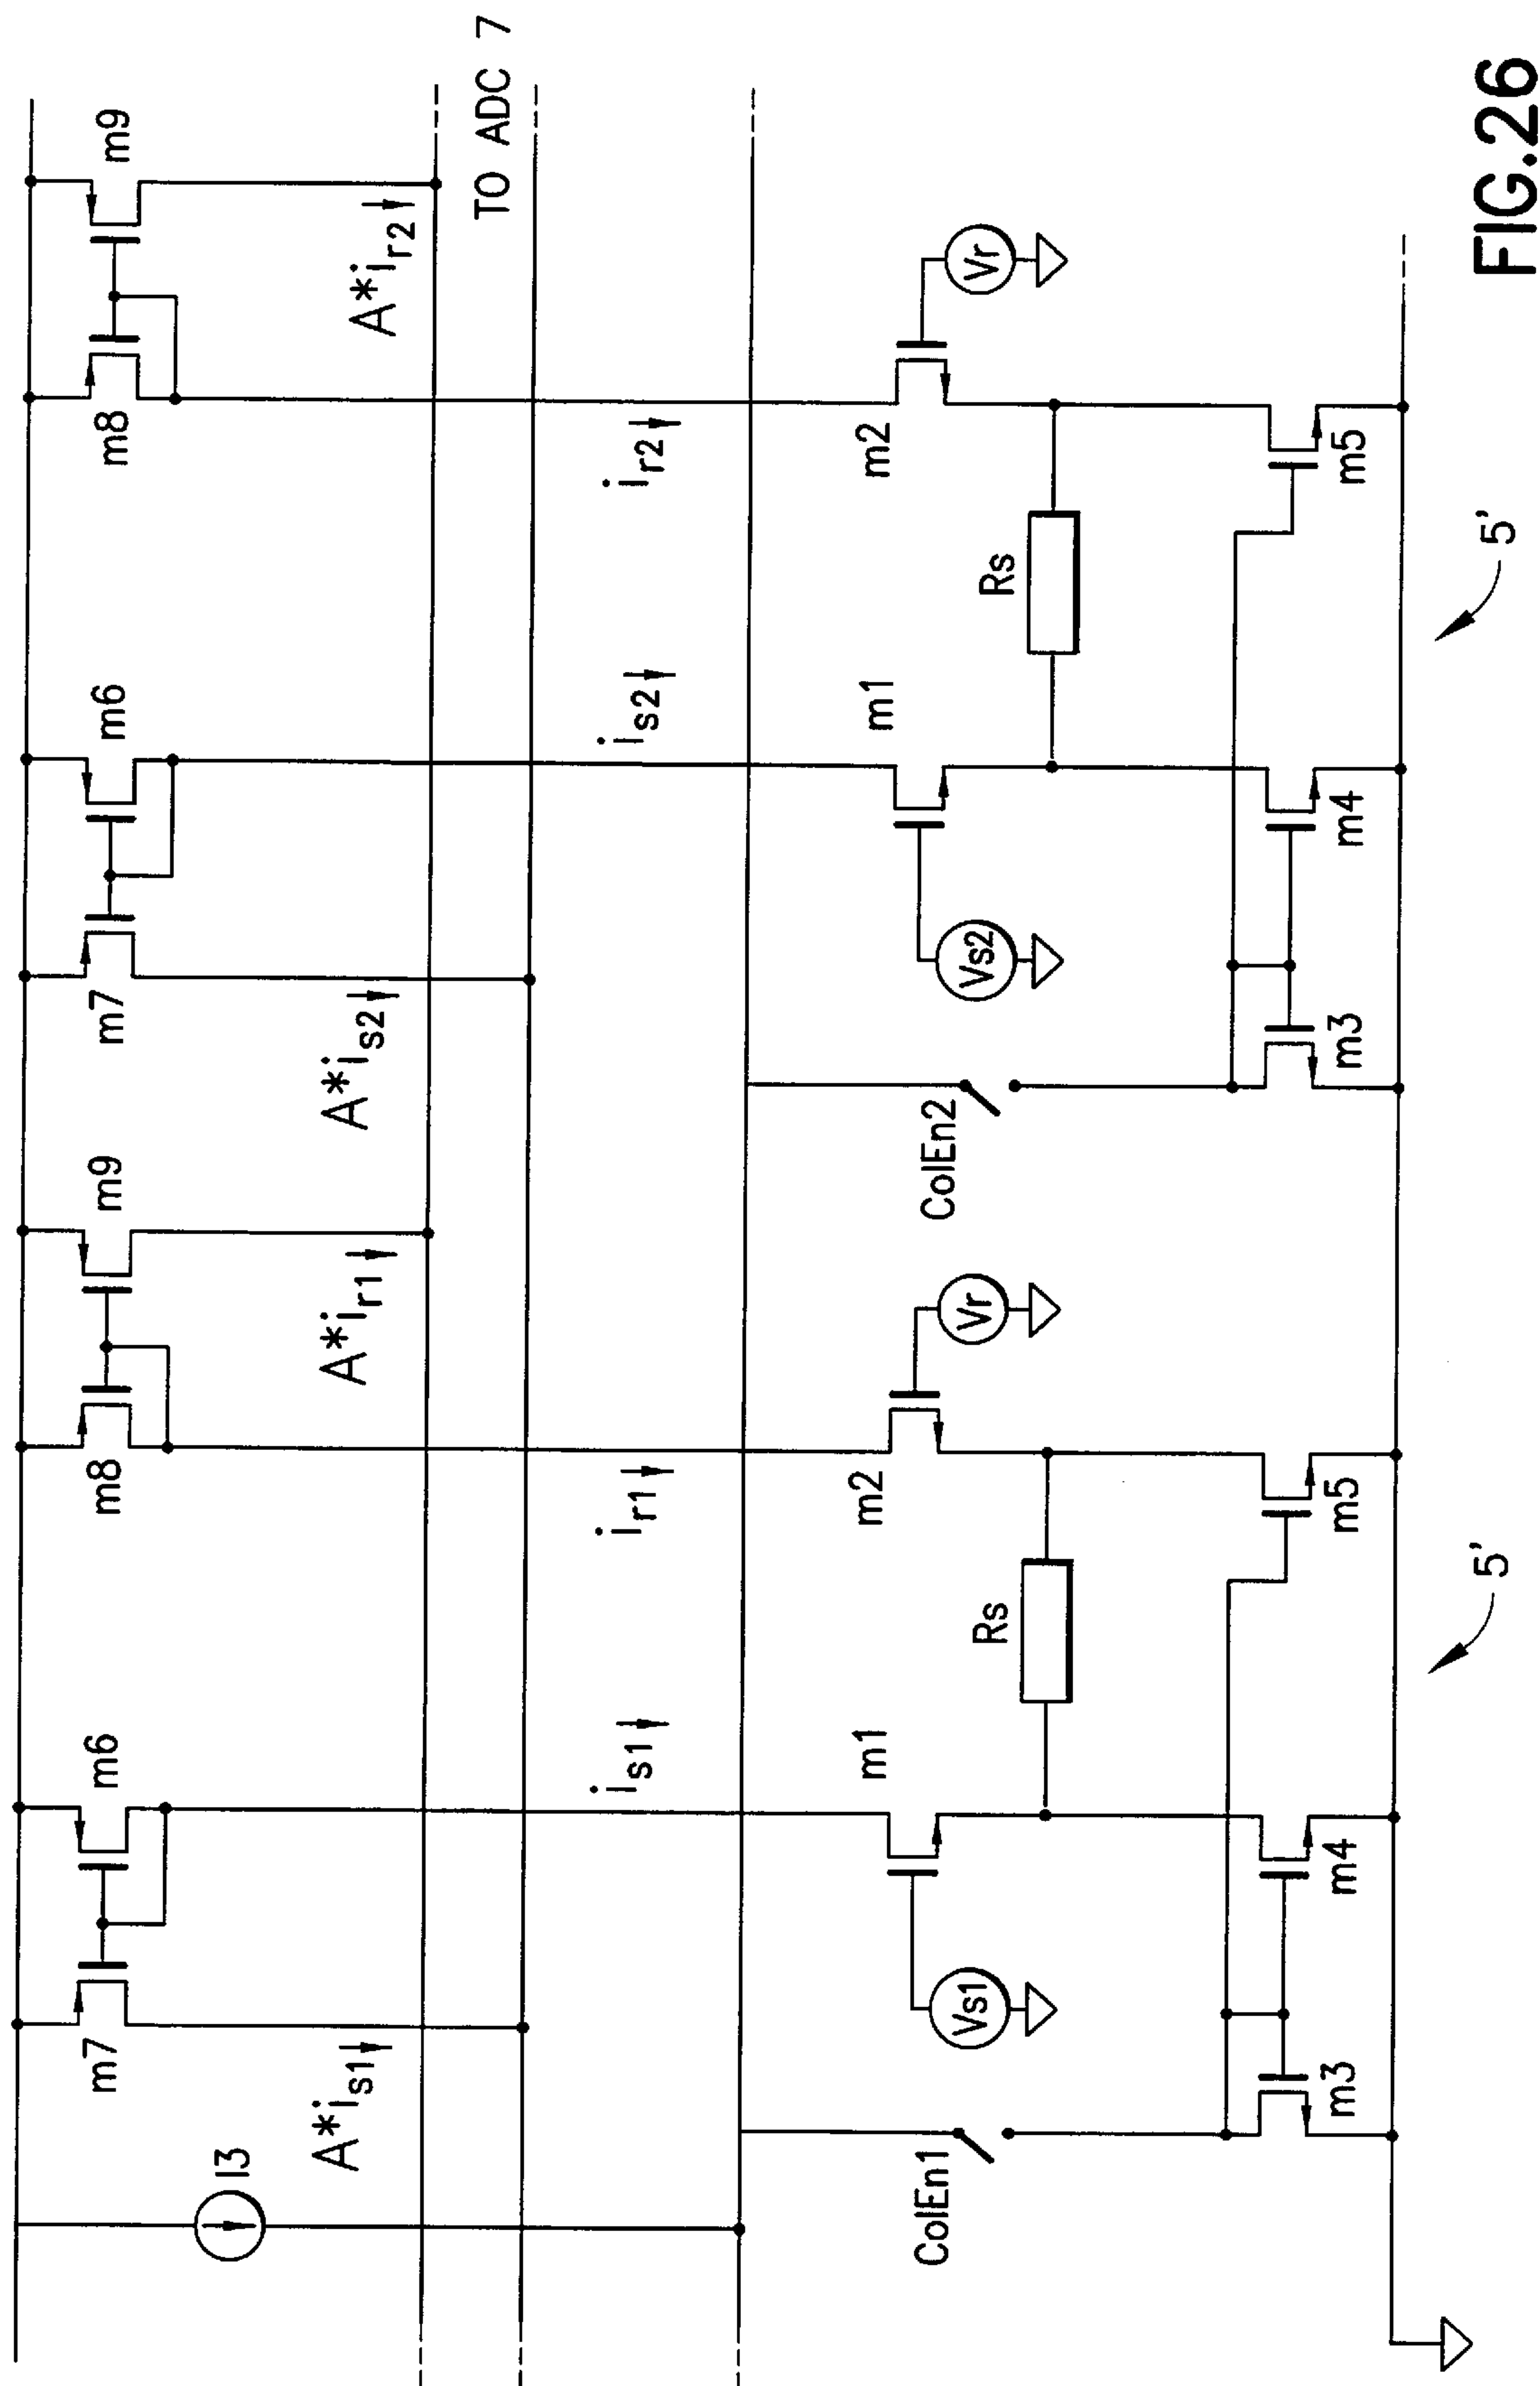 I3
m7
m6
m8
m9
m7
m6
m8
m9
A*is1
A*ir1
A*is2
A*ir2
TO ADC 7
is1
ir1
is2
ir2
ColEn1
Vs1
m1
Rs
m2
Vr
ColEn2
Vs2
m1
Rs
m2
Vr
m3
m4
m5
m3
m4
m5
5'
5'
FIG.26